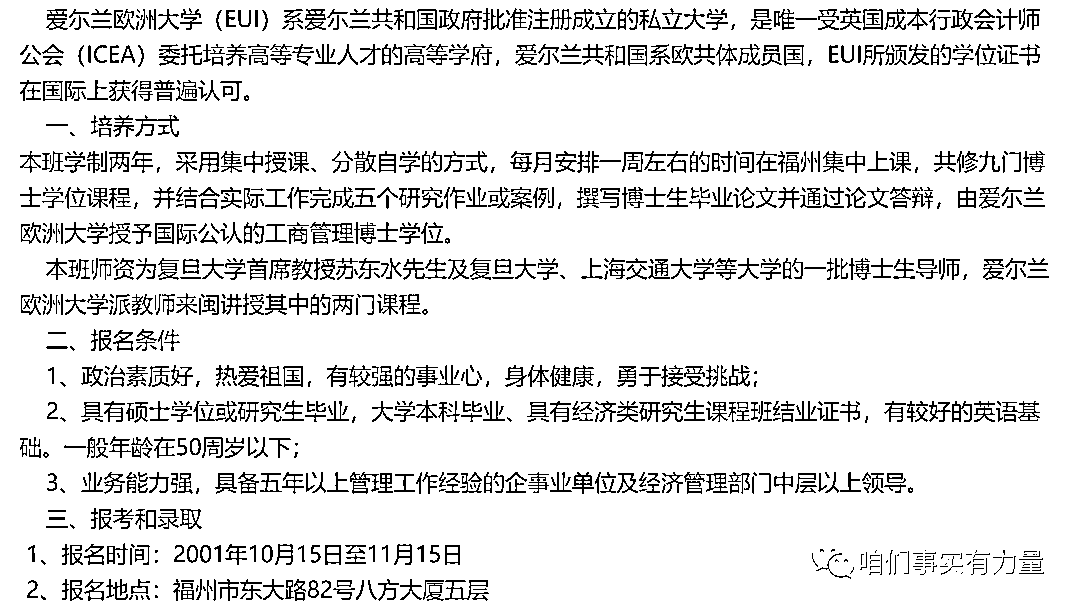 爱尔兰欧洲大学（EUI）系爱尔兰共和国政府批准注册成立的私立大学，是唯一受英国成本行政会计师
公会（ICEA）委托培养高等专业人才的高等学府，爱尔兰共和国系欧共体成员国，EUI所颁发的学位证书
在国际上获得普遍认可。
一、培养方式
本班学制两年，采用集中授课、分散自学的方式，每月安排一周左右的时间在福州集中上课，共修九门博
士学位课程，并结合实际工作完成五个研究作业或案例，撰写博士生毕业论文并通过论文答辩，由爱尔兰
欧洲大学授予国际公认的工商管理博士学位。
本班师资为复旦大学首席教授苏东水先生及复旦大学、上海交通大学等大学的一批博士生导师，爱尔兰
欧洲大学派教师来闽讲授其中的两门课程。
二、报名条件
1、政治素质好，热爱祖国，有较强的事业心，身体健康，勇于接受挑战；
2、具有硕士学位或研究生毕业，大学本科毕业、具有经济类研究生课程班结业证书，有较好的英语基
础。一般年龄在50周岁以下；
3、业务能力强，具备五年以上管理工作经验的企事业单位及经济管理部门中层以上领导。
三、报考和录取
1、报名时间：2001年10月15日至11月15日
2、报名地点：福州市东大路82号八方大厦五层
咱们事实有力量